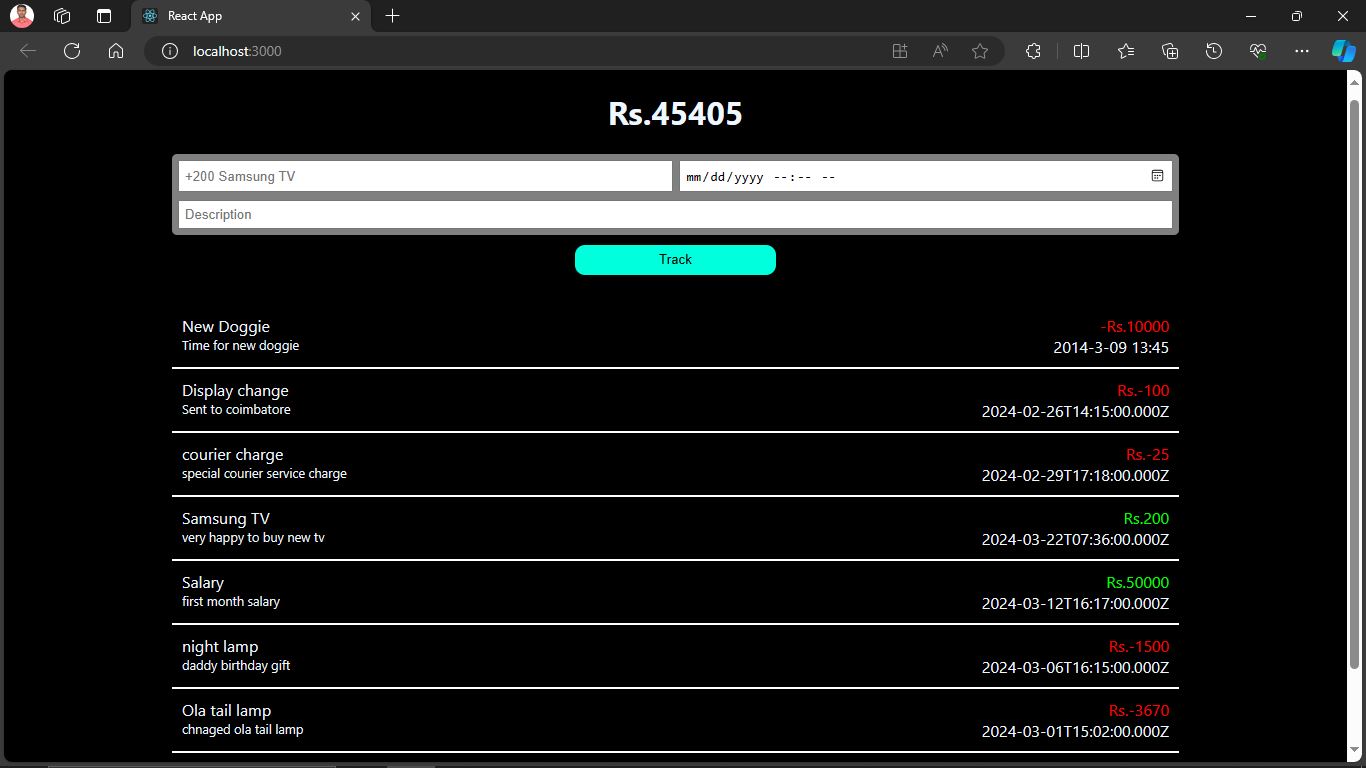 React App
localhost:3000
Rs.45405
+200 Samsung TV
mm/dd/yyyy --:-- --
Description
Track
New Doggie
-Rs.10000
Time for new doggie
2014-3-09 13:45
Display change
Rs.-100
Sent to coimbatore
2024-02-26T14:15:00.000Z
courier charge
Rs.-25
special courier service charge
2024-02-29T17:18:00.000Z
Samsung TV
Rs.200
very happy to buy new tv
2024-03-22T07:36:00.000Z
Salary
Rs.50000
first month salary
2024-03-12T16:17:00.000Z
night lamp
Rs.-1500
daddy birthday gift
2024-03-06T16:15:00.000Z
Ola tail lamp
Rs.-3670
chnaged ola tail lamp
2024-03-01T15:02:00.000Z